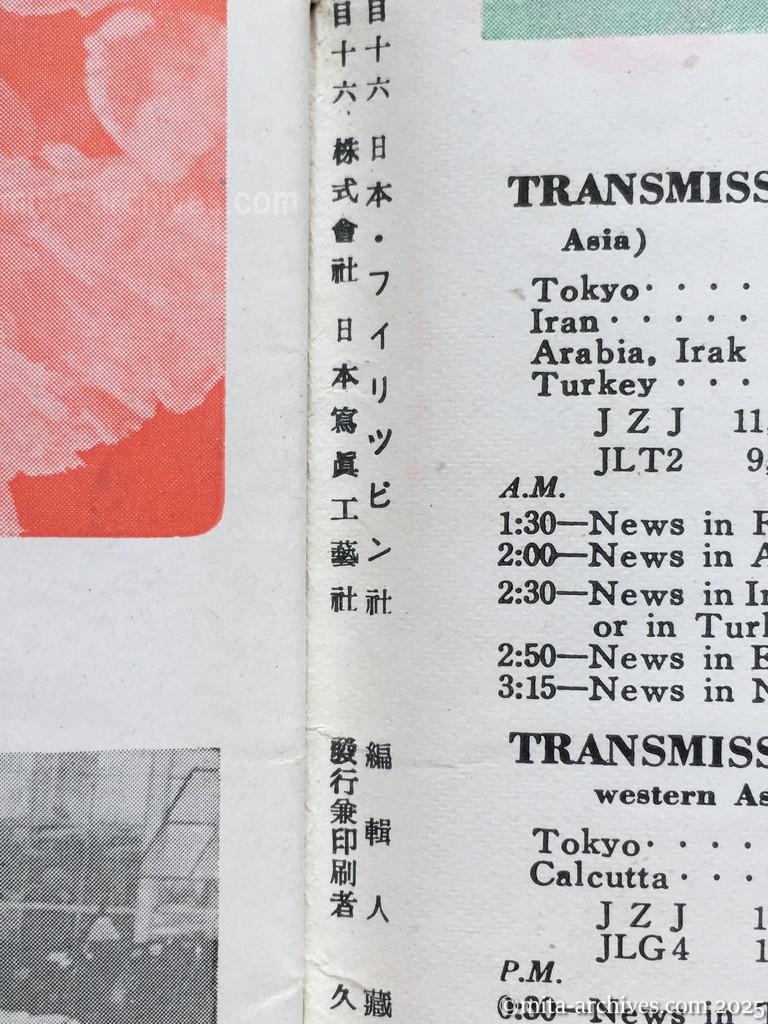 目十六 日本・フイリツピン社 編輯人 藏
目十六 株式會社 日本寫眞工藝社 發行兼印刷者 久
TRANSMISS
Asia)
Tokyo· · · ·
Iran· · · · ·
Arabia, Irak
Turkey · · ·
J Z J 11,
JLT2 9,
A.M.
1:30—News in F
2:00—News in A
2:30—News in Ir
or in Turk
2:50—News in E
3:15—News in N
TRANSMISS
western As
Tokyo· · · ·
Calcutta · · ·
J Z J 1
JLG4 1
P.M.
News in
©mita-archives.com 2025